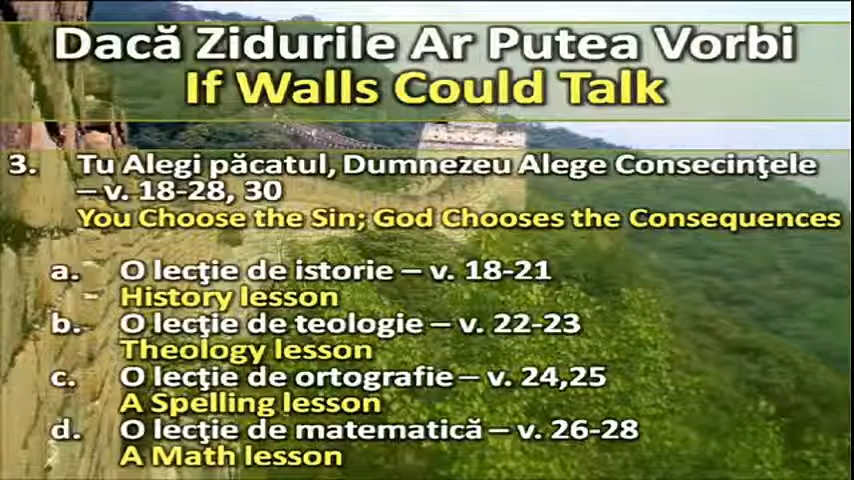 Dacă Zidurile Ar Putea Vorbi
If Walls Could Talk
3. Tu Alegi păcatul, Dumnezeu Alege Consecinţele
– v. 18-28, 30
You Choose the Sin; God Chooses the Consequences
a. O lecţie de istorie – v. 18-21
- History lesson
b. O lecţie de teologie – v. 22-23
Theology lesson
c. O lecţie de ortografie – v. 24,25
A Spelling lesson
d. O lecţie de matematică – v. 26-28
A Math lesson